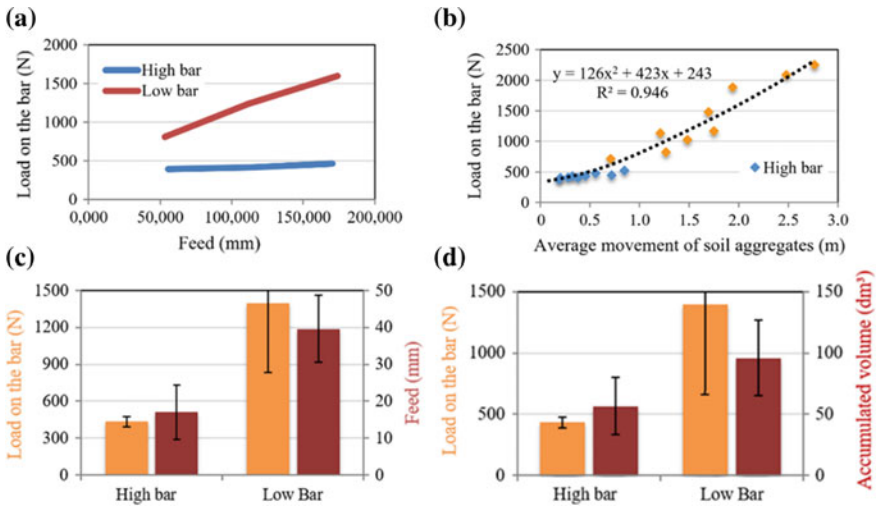 (a)
2000
1500
1000
500
0
Load on the bar (N)
High bar
Low bar
0,000 50,000 100,000 150,000 200,000
Feed (mm)
(b)
2500
2000
1500
1000
500
0
Load on the bar (N)
y = 126x² + 423x + 243
R² = 0.946
High bar
0 0.5 1.0 1.5 2.0 2.5 3.0
Average movement of soil aggregates (m)
(c)
1500
1200
900
600
300
0
Load on the bar (N)
50
40
30
20
10
0
Feed (mm)
High bar Low Bar
(d)
1500
1000
500
0
Load on the bar (N)
150
100
50
0
Accumulated volume (dm³)
High bar Low Bar